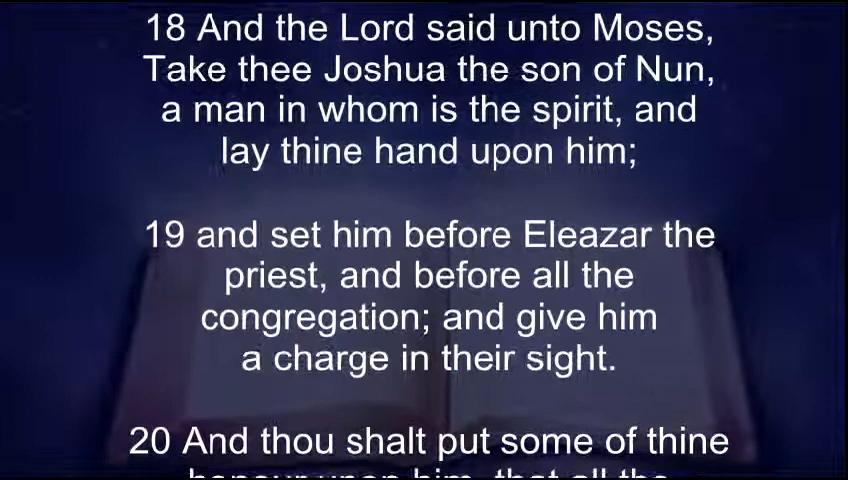 18 And the Lord said unto Moses,
Take thee Joshua the son of Nun,
a man in whom is the spirit, and
lay thine hand upon him;
19 and set him before Eleazar the
priest, and before all the
congregation; and give him
a charge in their sight.
20 And thou shalt put some of thine
honour upon him, that all the